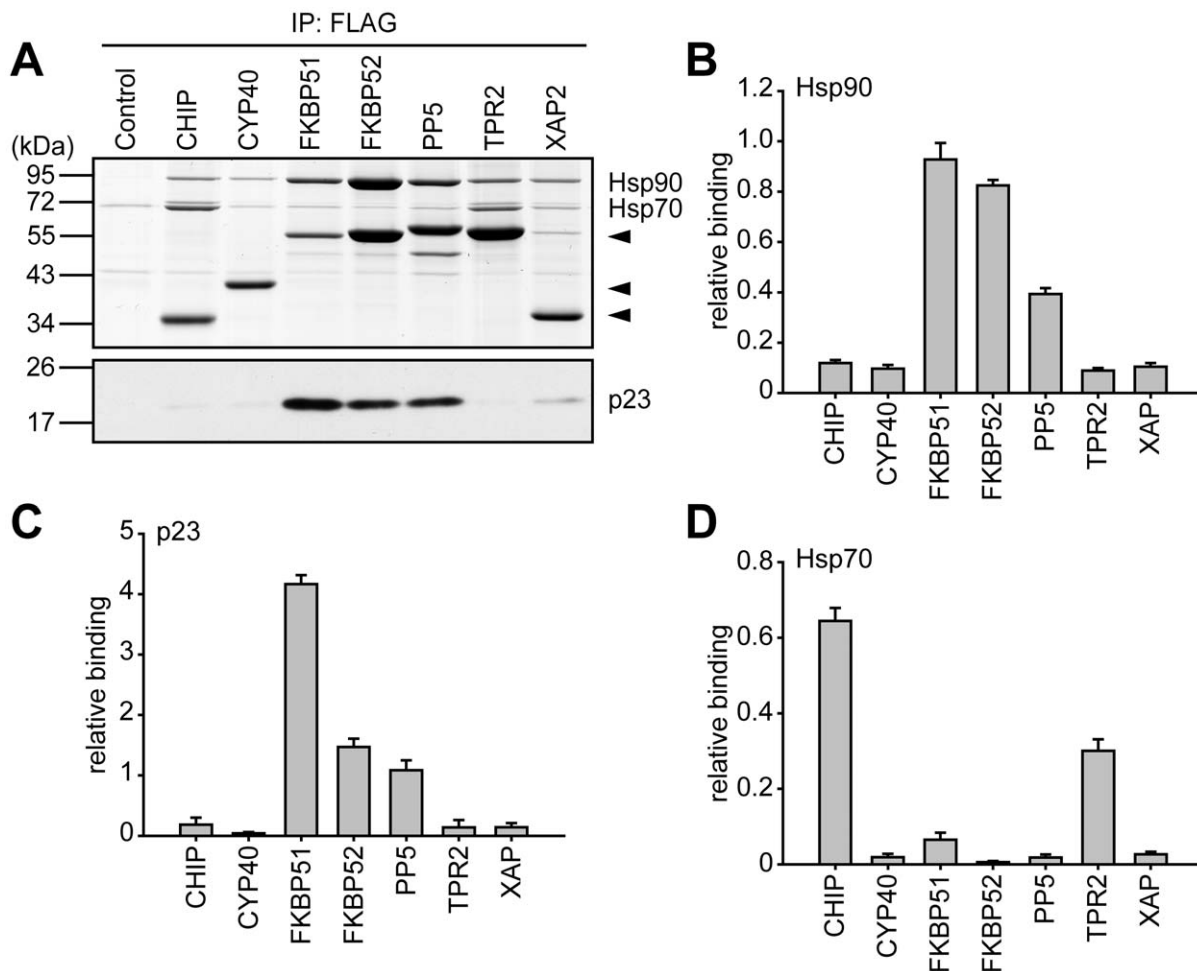 IP: FLAG
A
Control
CHIP
CYP40
FKBP51
FKBP52
PP5
TPR2
XAP2
(kDa)
95
72
55
43
34
26
17
Hsp90
Hsp70
p23
B
Hsp90
relative binding
1.2
1.0
0.8
0.6
0.4
0.2
0
CHIP
CYP40
FKBP51
FKBP52
PP5
TPR2
XAP
C
p23
relative binding
5
4
3
2
1
0
CHIP
CYP40
FKBP51
FKBP52
PP5
TPR2
XAP
D
Hsp70
relative binding
0.8
0.6
0.4
0.2
0
CHIP
CYP40
FKBP51
FKBP52
PP5
TPR2
XAP